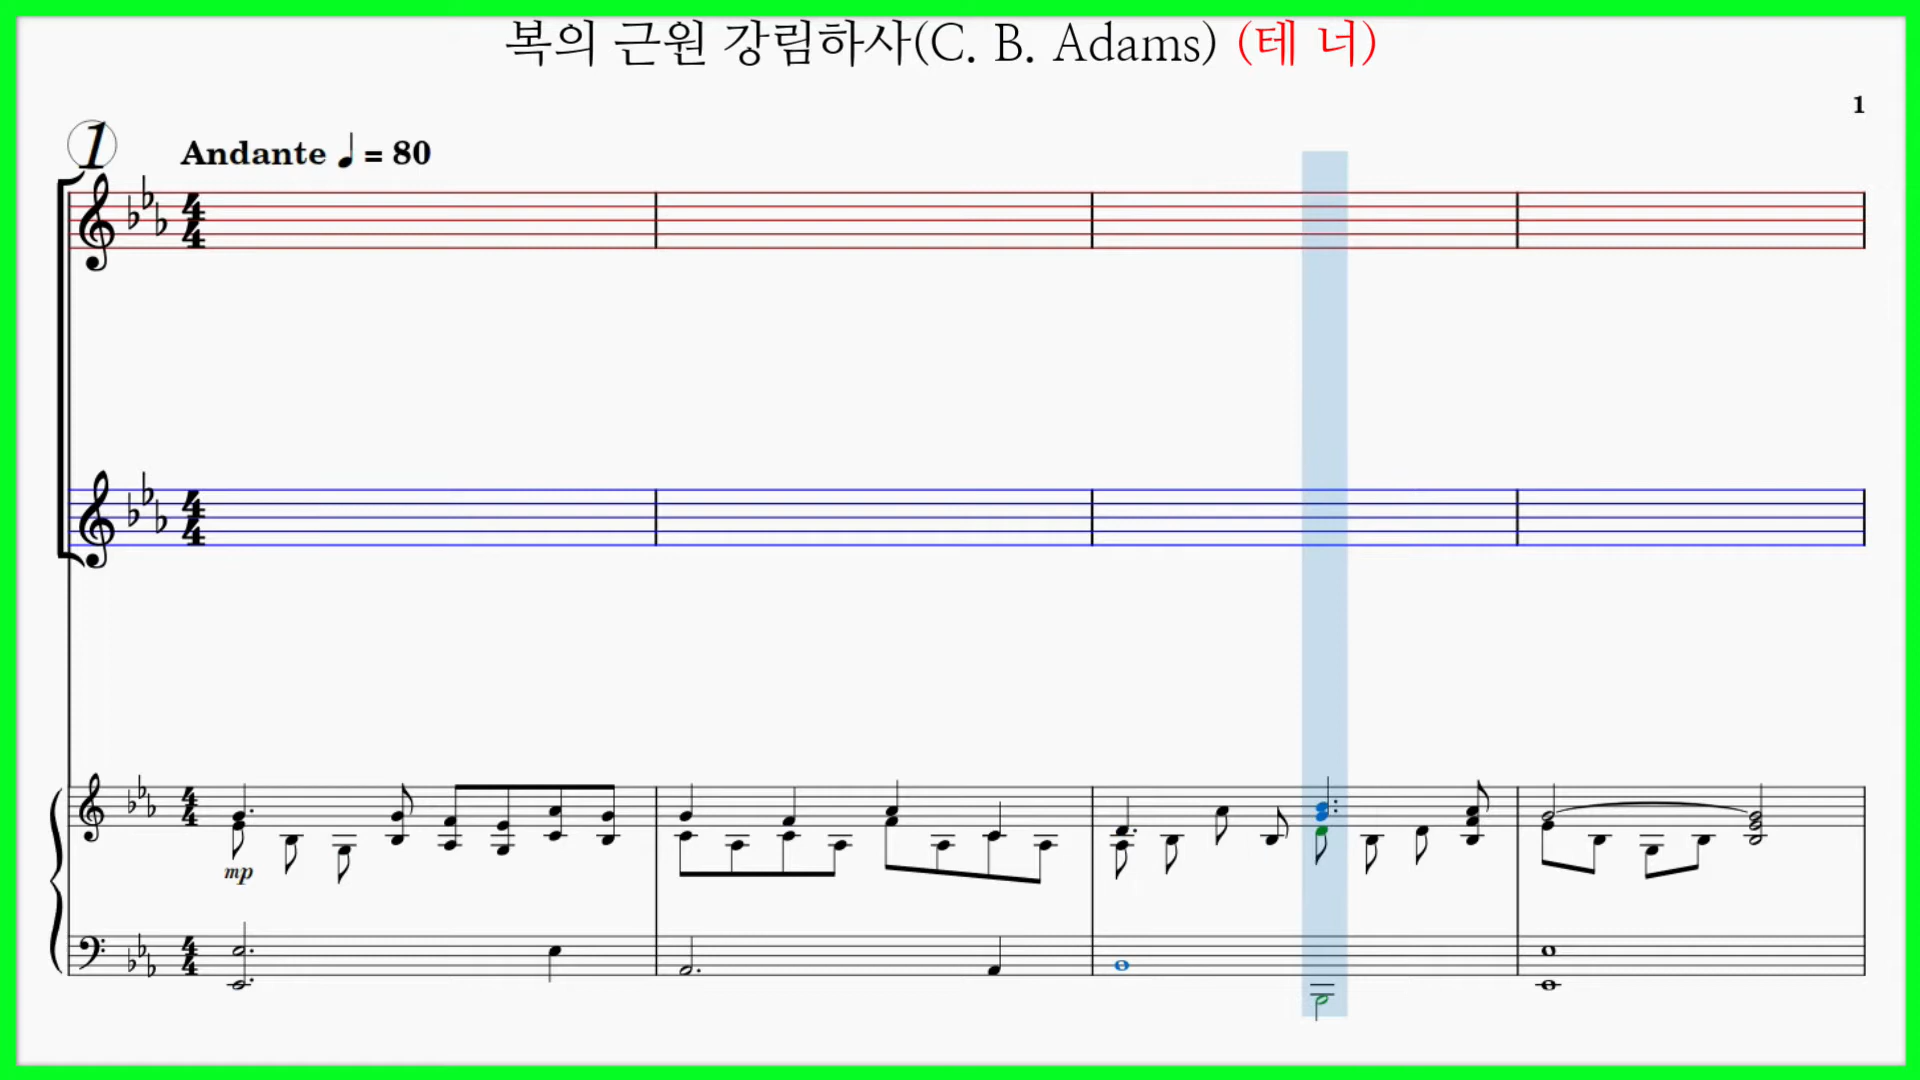 복의 근원 강림하사(C. B. Adams) (테 너)
1
1
Andante ♩ = 80
mp